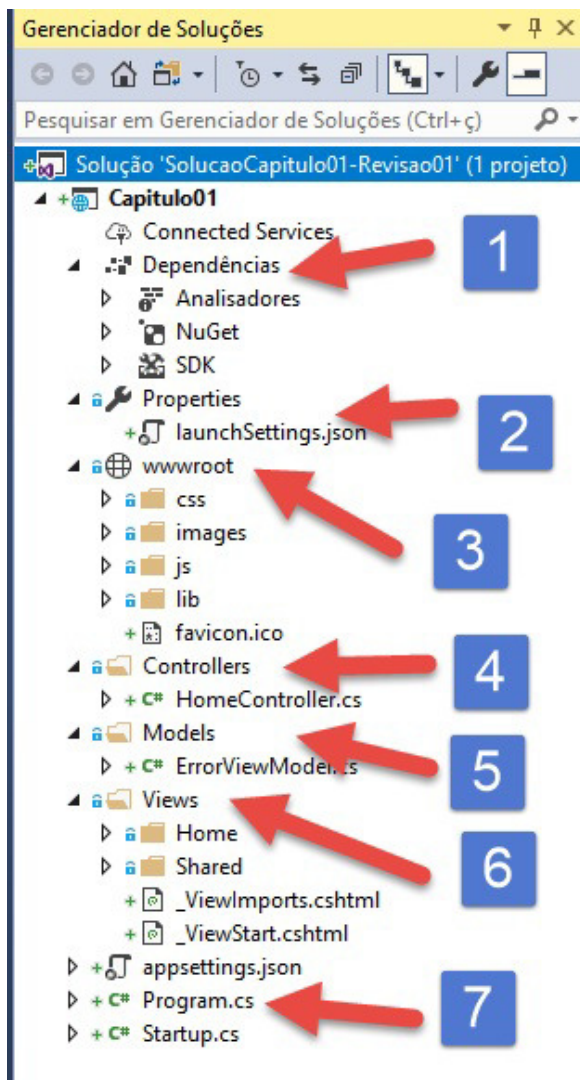 Gerenciador de Soluções
Pesquisar em Gerenciador de Soluções (Ctrl+ç)
Solução 'SolucaoCapitulo01-Revisao01' (1 projeto)
Capitulo01
Connected Services
1
Dependências
Analisadores
NuGet
SDK
Properties
2
launchSettings.json
wwwroot
css
images
3
js
lib
favicon.ico
Controllers
4
C# HomeController.cs
Models
5
C# ErrorViewModel.cs
Views
Home
6
Shared
_ViewImports.cshtml
_ViewStart.cshtml
appsettings.json
C# Program.cs
7
C# Startup.cs